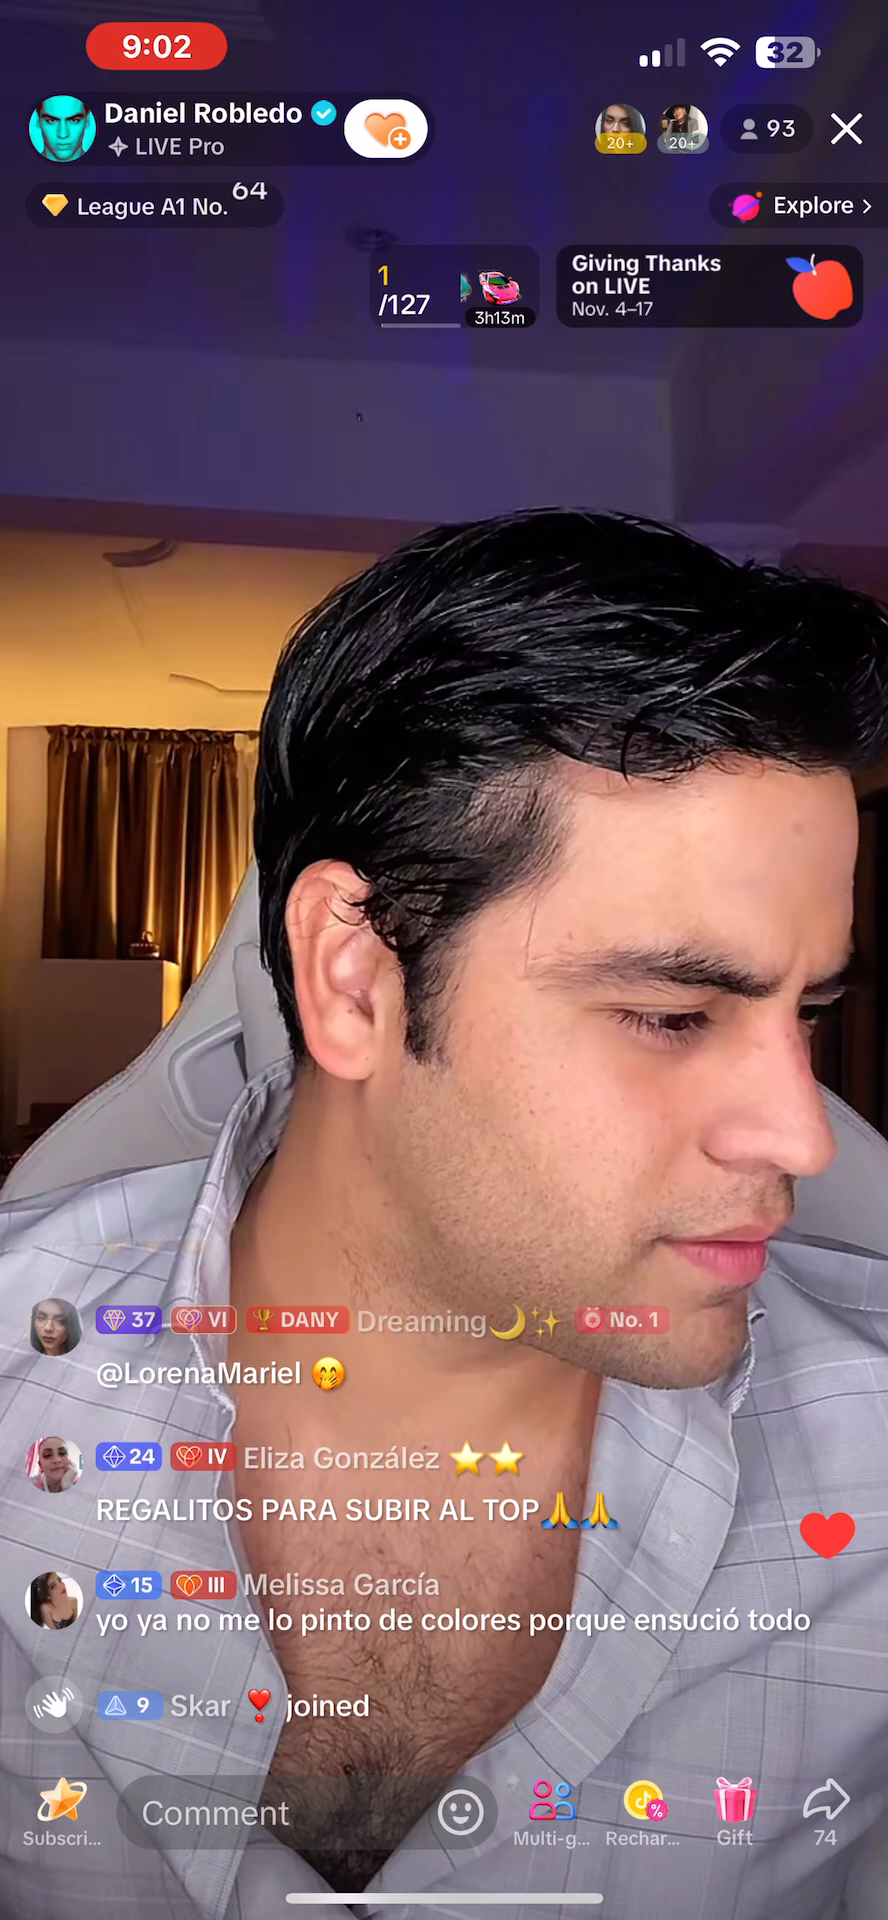 9:02
32
Daniel Robledo
LIVE Pro
20+
20+
93
League A1 No. 64
Explore >
1
/127
3h13m
Giving Thanks
on LIVE
Nov. 4–17
37 VI DANY Dreaming🌙✨ No. 1
@LorenaMariel 🤭
24 IV Eliza González ⭐⭐
REGALITOS PARA SUBIR AL TOP🙏🙏
15 III Melissa García
yo ya no me lo pinto de colores porque ensució todo
9 Skar ❣️ joined
Comment
Subscri...
Multi-g...
Rechar...
Gift
74